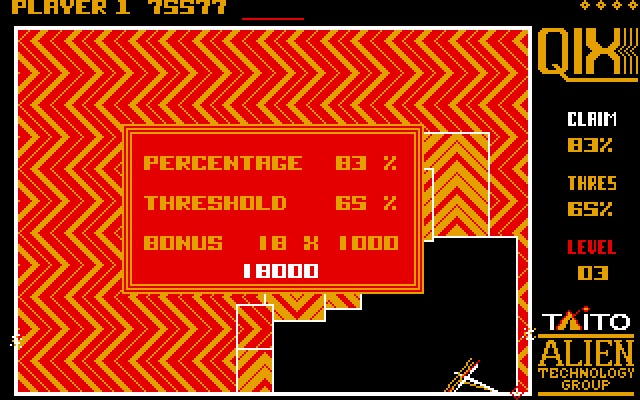 PLAYER 1 75577
QIX
CLAIM
83%
THRES
65%
LEVEL
03
PERCENTAGE 83 %
THRESHOLD 65 %
BONUS 18 X 1000
18000
TAITO
ALIEN
TECHNOLOGY
GROUP